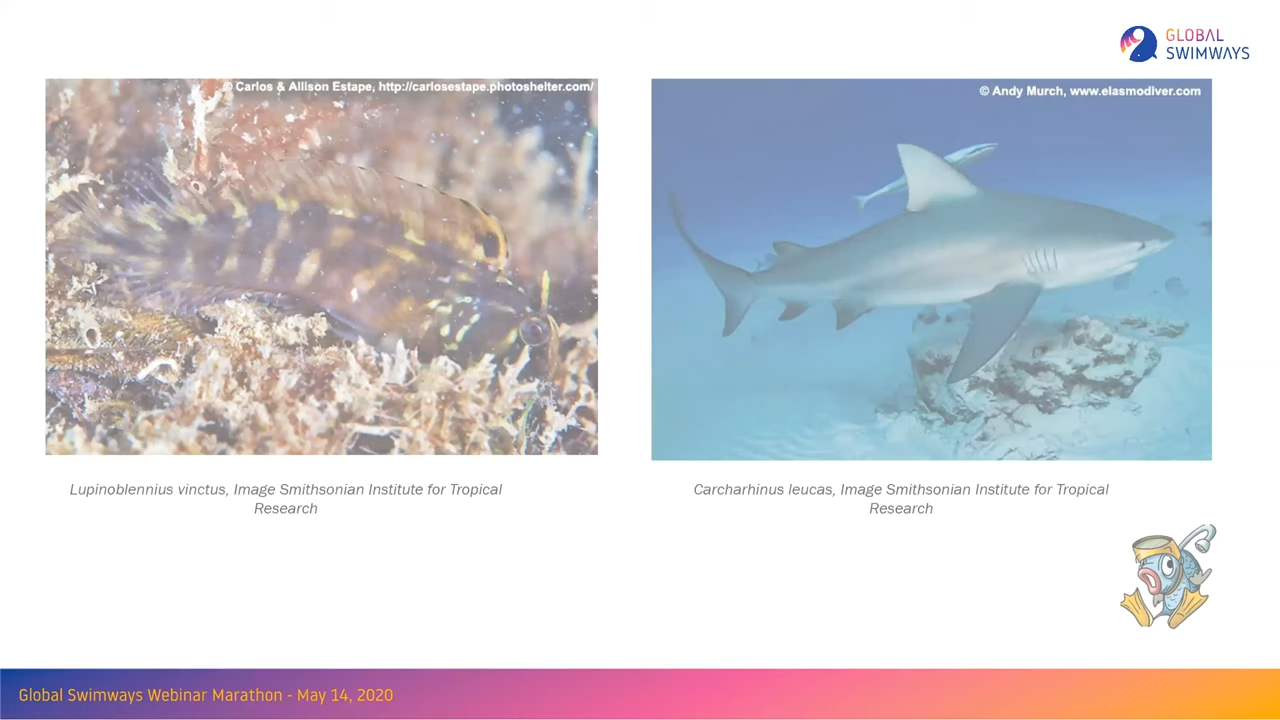 GLOBAL
SWIMWAYS
© Carlos & Allison Estape, http://carlosestape.photoshelter.com/
© Andy Murch, www.elasmodiver.com
Lupinoblennius vinctus, Image Smithsonian Institute for Tropical
Research
Carcharhinus leucas, Image Smithsonian Institute for Tropical
Research
Global Swimways Webinar Marathon - May 14, 2020